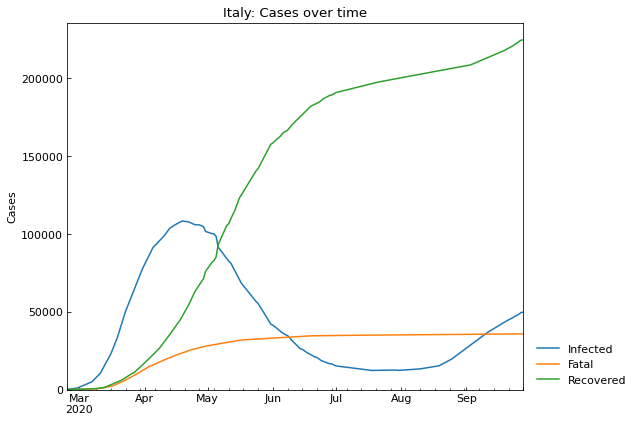 Italy: Cases over time
Cases
200000
150000
100000
50000
0
Mar Apr May Jun Jul Aug Sep
2020
Infected
Fatal
Recovered